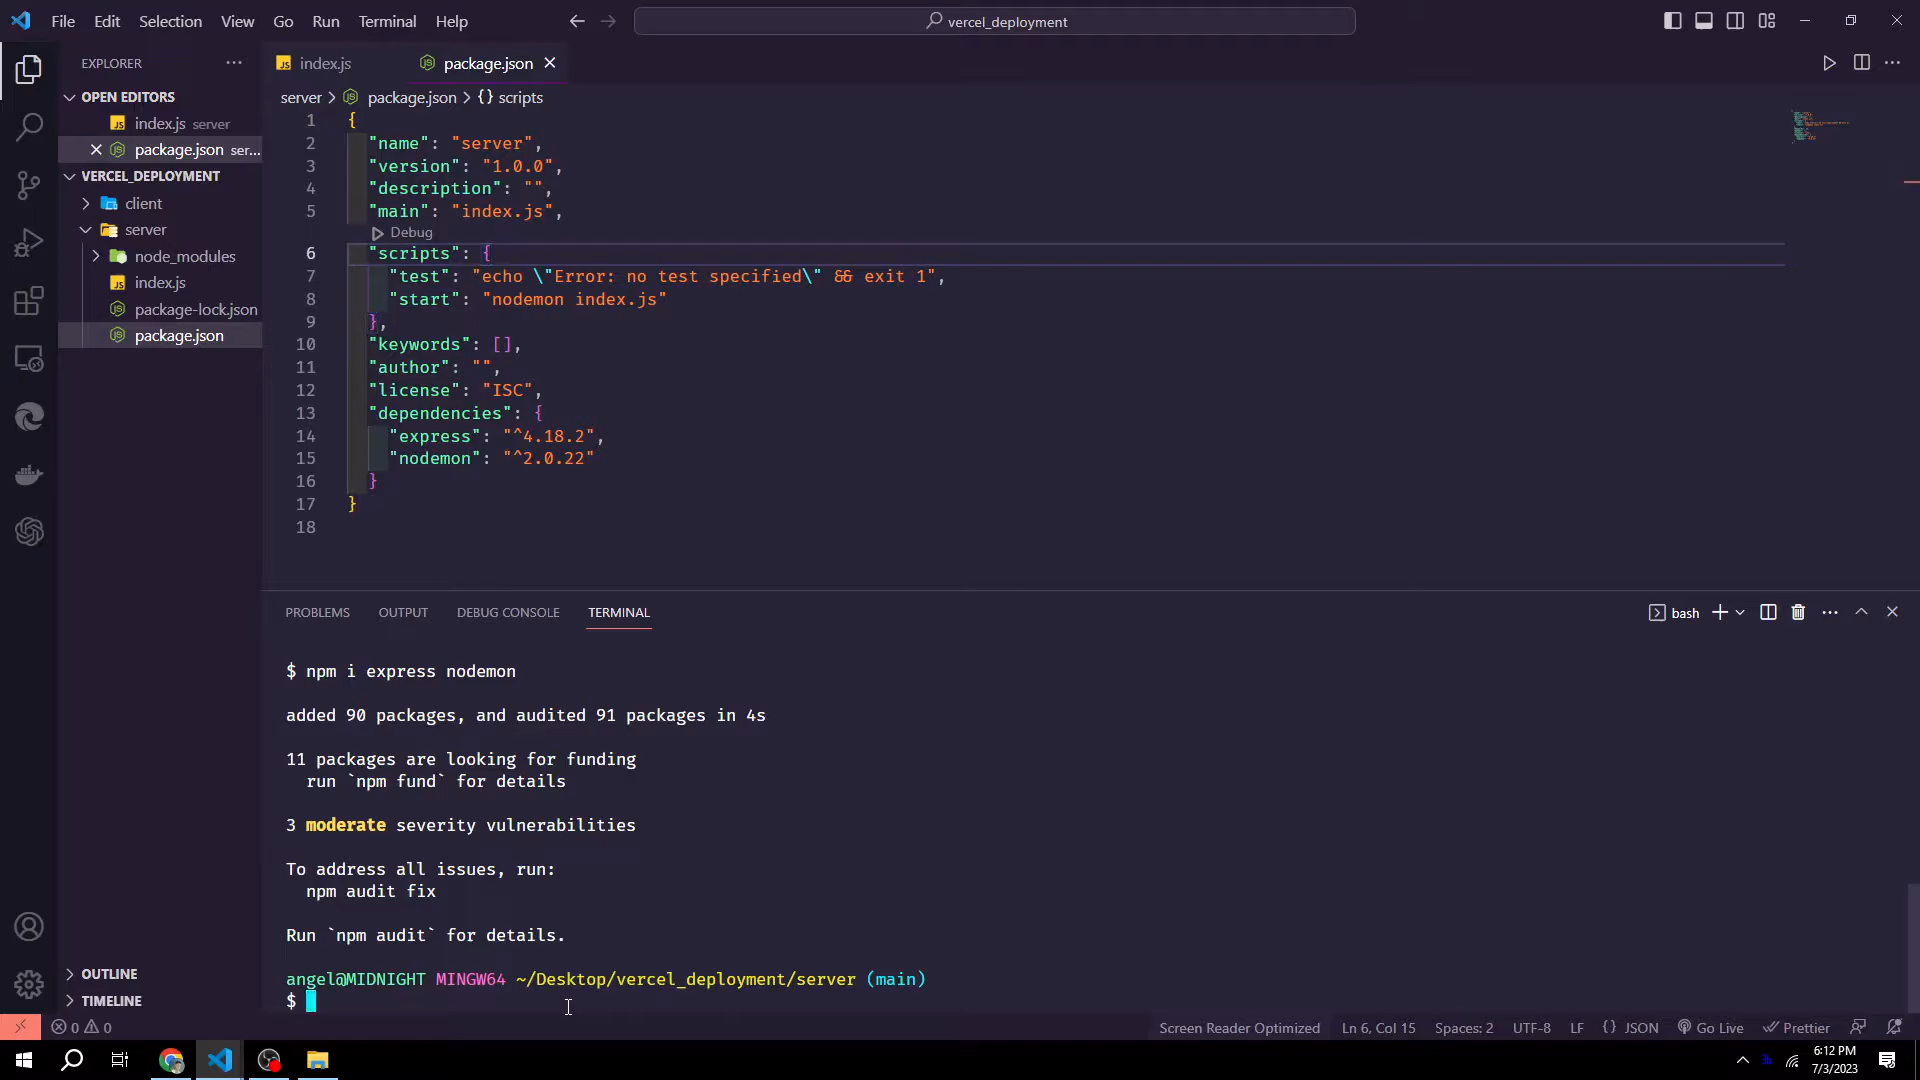 File Edit Selection View Go Run Terminal Help
vercel_deployment
EXPLORER
index.js
package.json
OPEN EDITORS
index.js server
package.json ser...
VERCEL_DEPLOYMENT
client
server
node_modules
index.js
package-lock.json
package.json
OUTLINE
TIMELINE
server > package.json > {} scripts
1 {
2 "name": "server",
3 "version": "1.0.0",
4 "description": "",
5 "main": "index.js",
Debug
6 "scripts": {
7 "test": "echo \"Error: no test specified\" && exit 1",
8 "start": "nodemon index.js"
9 },
10 "keywords": [],
11 "author": "",
12 "license": "ISC",
13 "dependencies": {
14 "express": "^4.18.2",
15 "nodemon": "^2.0.22"
16 }
17 }
18
PROBLEMS OUTPUT DEBUG CONSOLE TERMINAL
bash
$ npm i express nodemon
added 90 packages, and audited 91 packages in 4s
11 packages are looking for funding
run `npm fund` for details
3 moderate severity vulnerabilities
To address all issues, run:
npm audit fix
Run `npm audit` for details.
angel@MIDNIGHT MINGW64 ~/Desktop/vercel_deployment/server (main)
$
0 0
Screen Reader Optimized Ln 6, Col 15 Spaces: 2 UTF-8 LF {} JSON Go Live Prettier
6:12 PM
7/3/2023